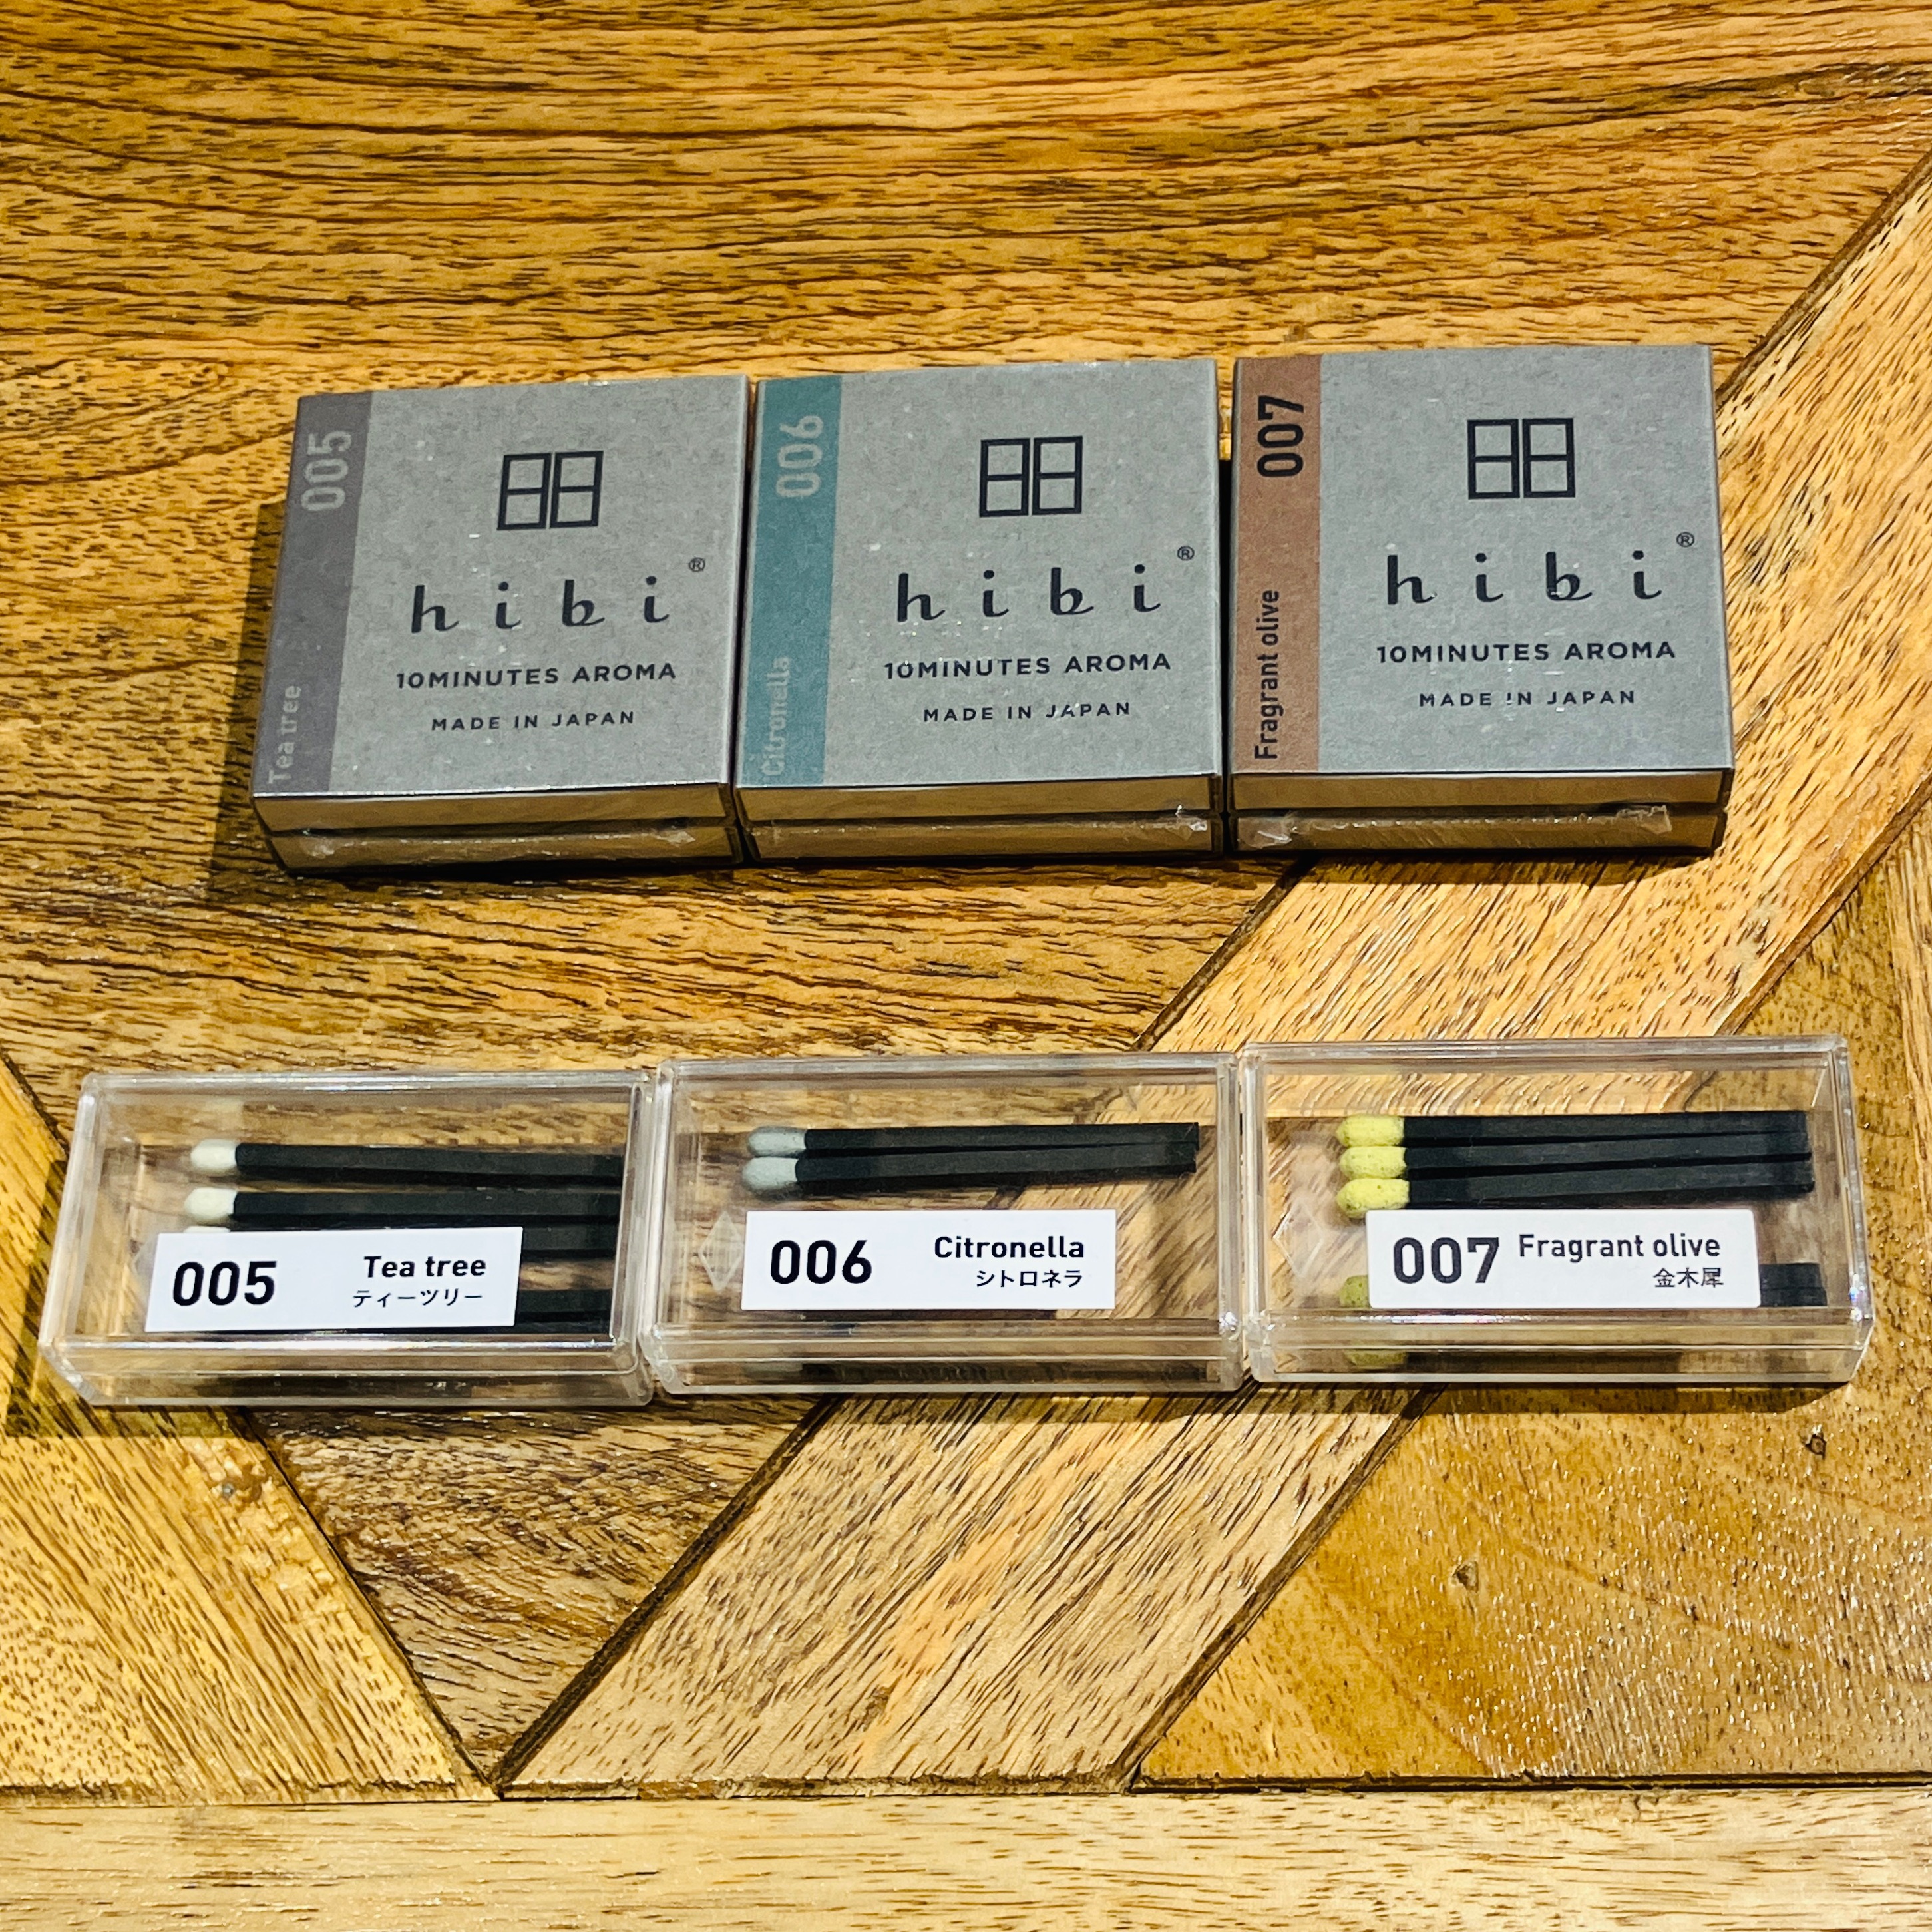 005
Tea tree
hibi®
10MINUTES AROMA
MADE IN JAPAN
006
Citronella
hibi®
10MINUTES AROMA
MADE IN JAPAN
007
Fragrant olive
hibi®
10MINUTES AROMA
MADE IN JAPAN
005 Tea tree
ティーツリー
006 Citronella
シトロネラ
007 Fragrant olive
金木犀